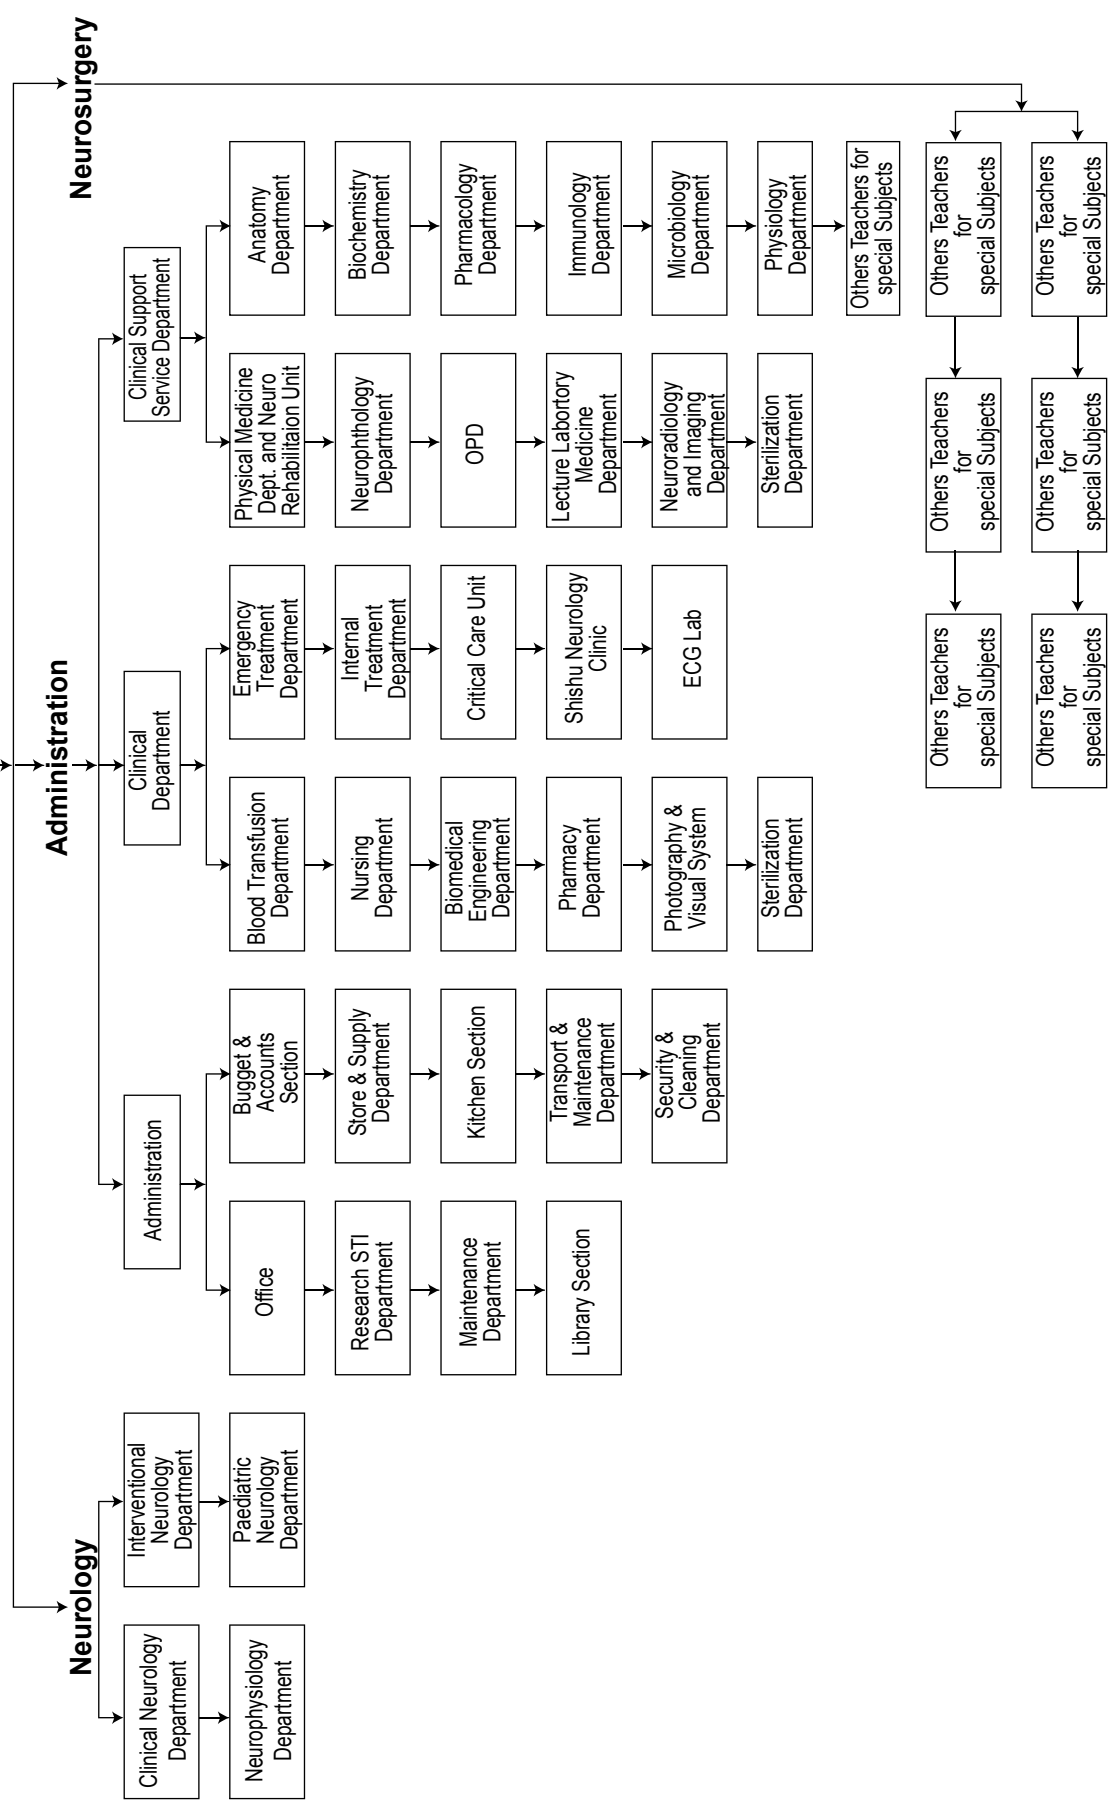 Neurology
Administration
Neurosurgery
Clinical Neurology
Department
Neurophysiology
Department
Interventional
Neurology
Department
Paediatric
Neurology
Department
Administration
Office
Research STI
Department
Maintenance
Department
Library Section
Bugget &
Accounts
Section
Store & Supply
Department
Kitchen Section
Transport &
Maintenance
Department
Security &
Cleaning
Department
Clinical
Department
Blood Transfusion
Department
Nursing
Department
Biomedical
Engineering
Department
Pharmacy
Department
Photography &
Visual System
Sterilization
Department
Emergency
Treatment
Department
Internal
Treatment
Department
Critical Care Unit
Shishu Neurology
Clinic
ECG Lab
Clinical Support
Service Department
Physical Medicine
Dept. and Neuro
Rehabilitaion Unit
Neurophthology
Department
OPD
Lecture Labortory
Medicine
Department
Neuroradiology
and Imaging
Department
Sterilization
Department
Anatomy
Department
Biochemistry
Department
Pharmacology
Department
Immunology
Department
Microbiology
Department
Physiology
Department
Others Teachers for
special Subjects
Others Teachers
for
special Subjects
Others Teachers
for
special Subjects
Others Teachers
for
special Subjects
Others Teachers
for
special Subjects
Others Teachers
for
special Subjects
Others Teachers
for
special Subjects